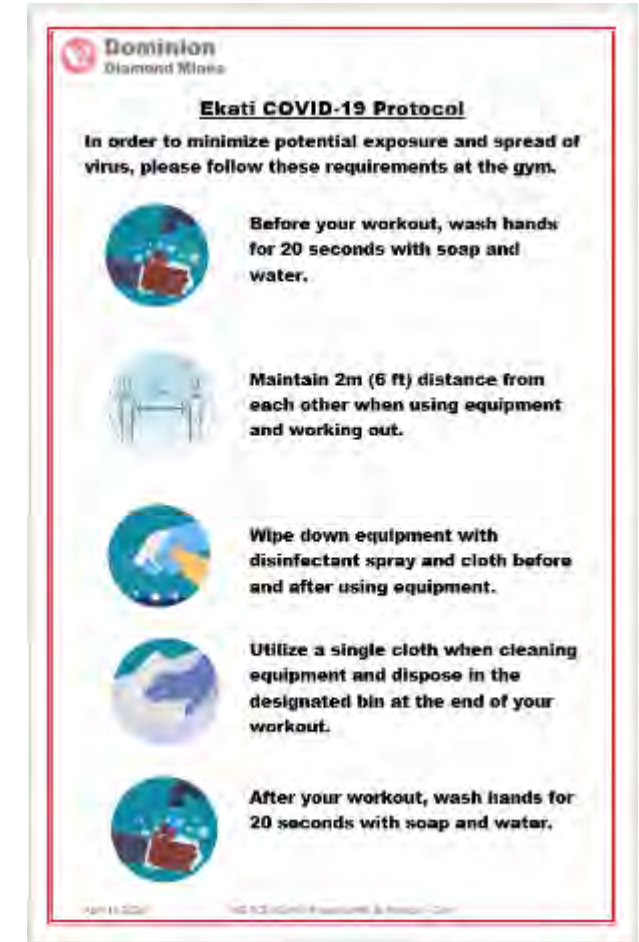 Dominion
Diamond Mines
Ekati COVID-19 Protocol
In order to minimize potential exposure and spread of
virus, please follow these requirements at the gym.
Before your workout, wash hands
for 20 seconds with soap and
water.
Maintain 2m (6 ft) distance from
each other when using equipment
and working out.
Wipe down equipment with
disinfectant spray and cloth before
and after using equipment.
Utilize a single cloth when cleaning
equipment and dispose in the
designated bin at the end of your
workout.
After your workout, wash hands for
20 seconds with soap and water.